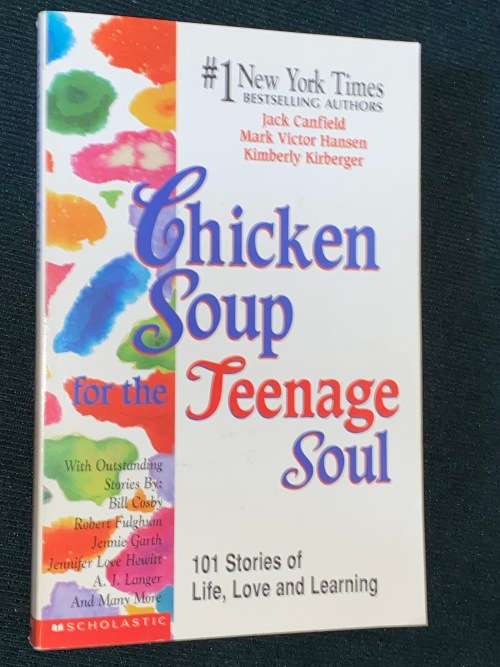 #1 New York Times
BESTSELLING AUTHORS
Jack Canfield
Mark Victor Hansen
Kimberly Kirberger
Chicken
Soup
for the Teenage
Soul
With Outstanding
Stories By:
Bill Cosby
Robert Fulghum
Jennie Garth
Jennifer Love Hewitt
A. J. Langer
And Many More
101 Stories of
Life, Love and Learning
SCHOLASTIC